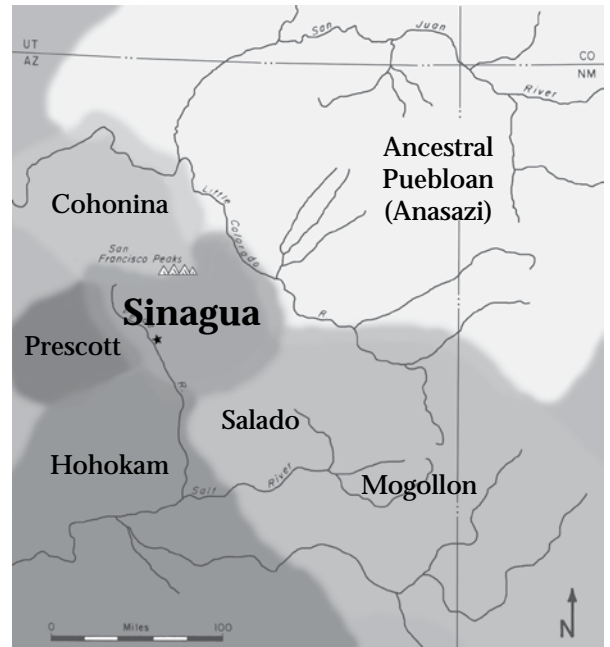 San Juan
River
UT
AZ
CO
NM
Ancestral
Puebloan
(Anasazi)
Cohonina
Little
Colorado
R.
San
Francisco Peaks
Sinagua
Prescott
R.
Salado
Hohokam
Salt River
Mogollon
0 Miles 100
N